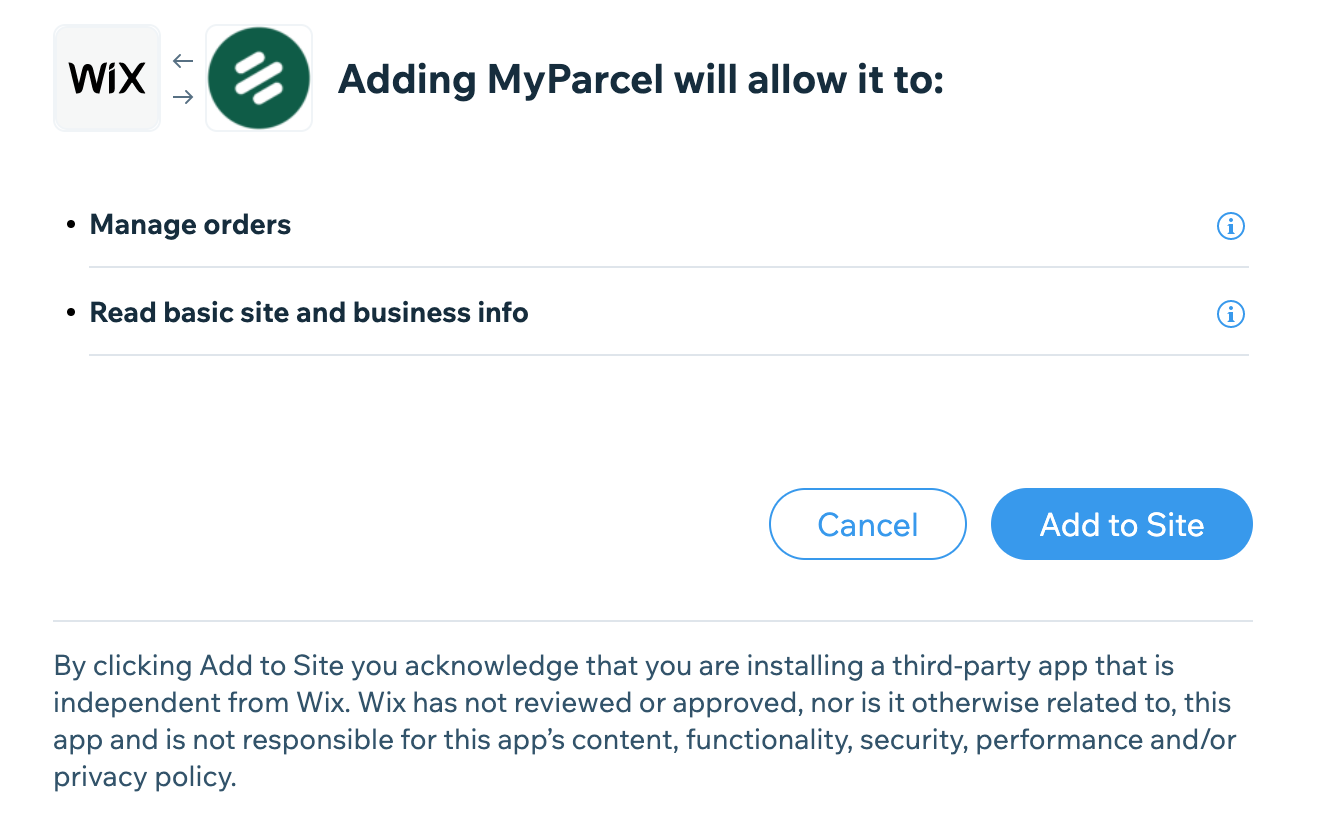 WiX
Adding MyParcel will allow it to:
Manage orders
Read basic site and business info
Cancel
Add to Site
By clicking Add to Site you acknowledge that you are installing a third-party app that is
independent from Wix. Wix has not reviewed or approved, nor is it otherwise related to, this
app and is not responsible for this app’s content, functionality, security, performance and/or
privacy policy.